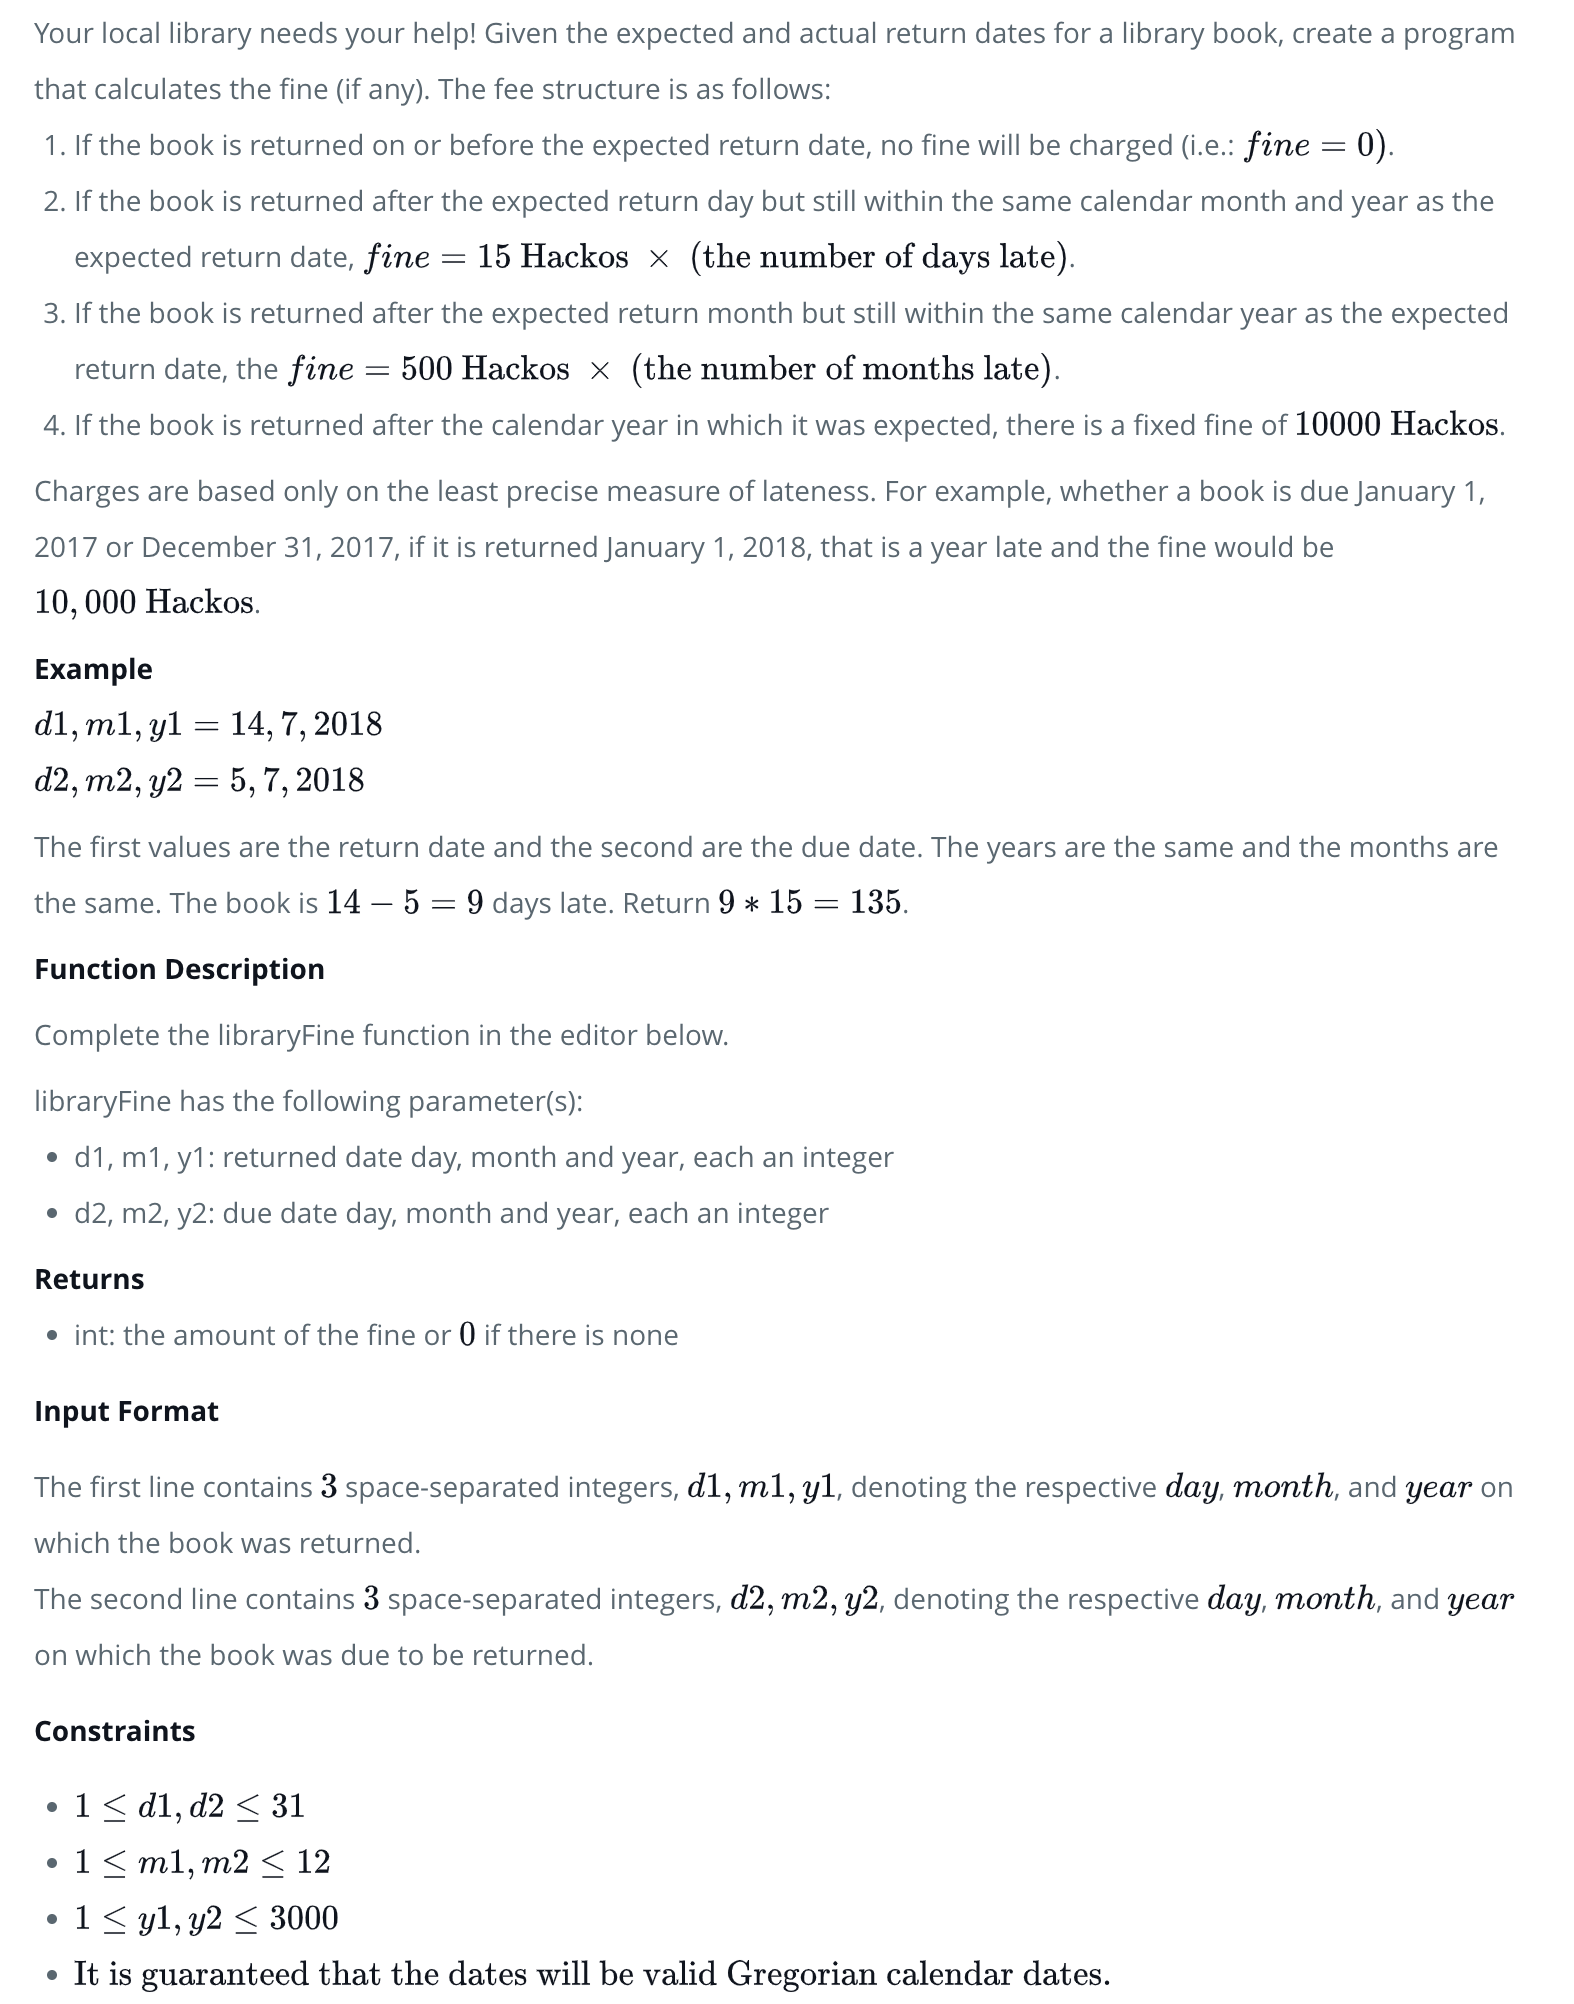 Your local library needs your help! Given the expected and actual return dates for a library book, create a program
that calculates the fine (if any). The fee structure is as follows:
1. If the book is returned on or before the expected return date, no fine will be charged (i.e.: fine = 0).
2. If the book is returned after the expected return day but still within the same calendar month and year as the
expected return date, fine = 15 Hackos × (the number of days late).
3. If the book is returned after the expected return month but still within the same calendar year as the expected
return date, the fine = 500 Hackos × (the number of months late).
4. If the book is returned after the calendar year in which it was expected, there is a fixed fine of 10000 Hackos.
Charges are based only on the least precise measure of lateness. For example, whether a book is due January 1,
2017 or December 31, 2017, if it is returned January 1, 2018, that is a year late and the fine would be
10, 000 Hackos.
Example
d1, m1, y1 = 14, 7, 2018
d2, m2, y2 = 5, 7, 2018
The first values are the return date and the second are the due date. The years are the same and the months are
the same. The book is 14 − 5 = 9 days late. Return 9 * 15 = 135.
Function Description
Complete the libraryFine function in the editor below.
libraryFine has the following parameter(s):
• d1, m1, y1: returned date day, month and year, each an integer
• d2, m2, y2: due date day, month and year, each an integer
Returns
• int: the amount of the fine or 0 if there is none
Input Format
The first line contains 3 space-separated integers, d1, m1, y1, denoting the respective day, month, and year on
which the book was returned.
The second line contains 3 space-separated integers, d2, m2, y2, denoting the respective day, month, and year
on which the book was due to be returned.
Constraints
• 1 ≤ d1, d2 ≤ 31
• 1 ≤ m1, m2 ≤ 12
• 1 ≤ y1, y2 ≤ 3000
• It is guaranteed that the dates will be valid Gregorian calendar dates.